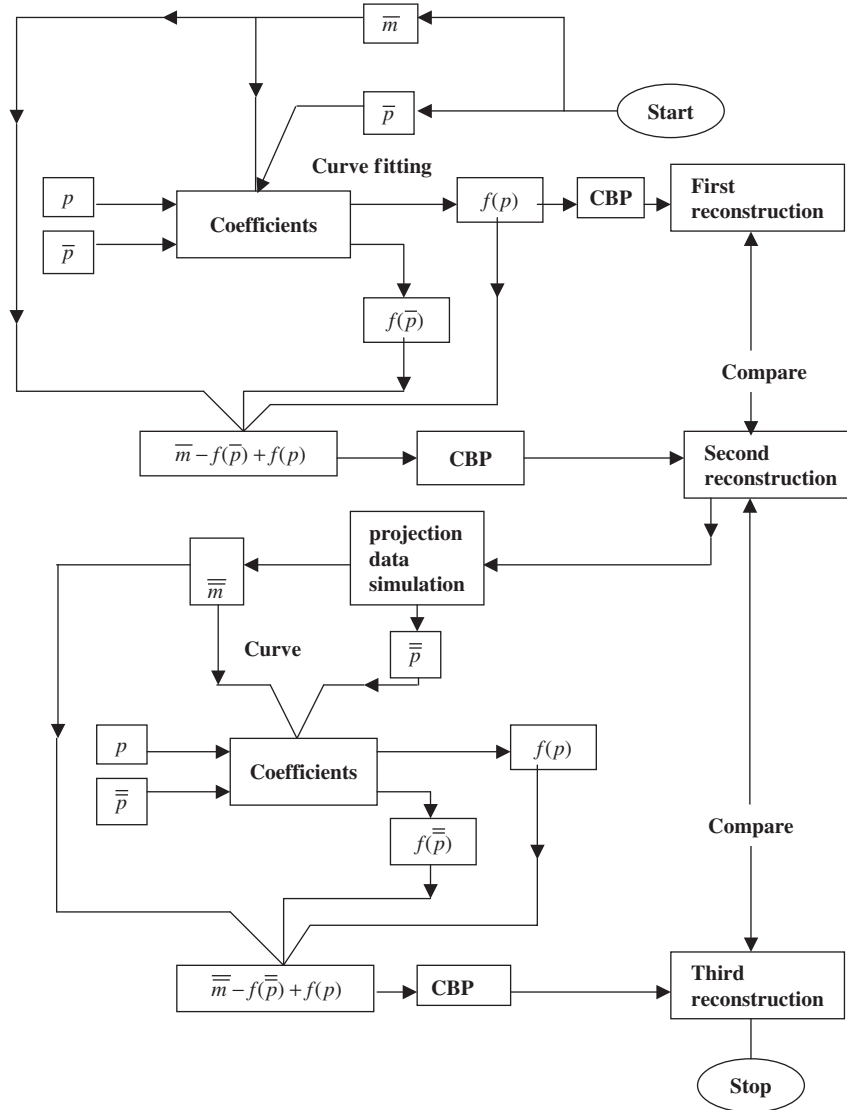 m̅
p̅
Start
Curve fitting
p
p̅
Coefficients
f(p)
CBP
First
reconstruction
f(p̅)
Compare
m̅ − f(p̅) + f(p)
CBP
Second
reconstruction
projection
data
simulation
m̿
Curve
p̿
p
p̿
Coefficients
f(p)
f(p̿)
Compare
m̿ − f(p̿) + f(p)
CBP
Third
reconstruction
Stop